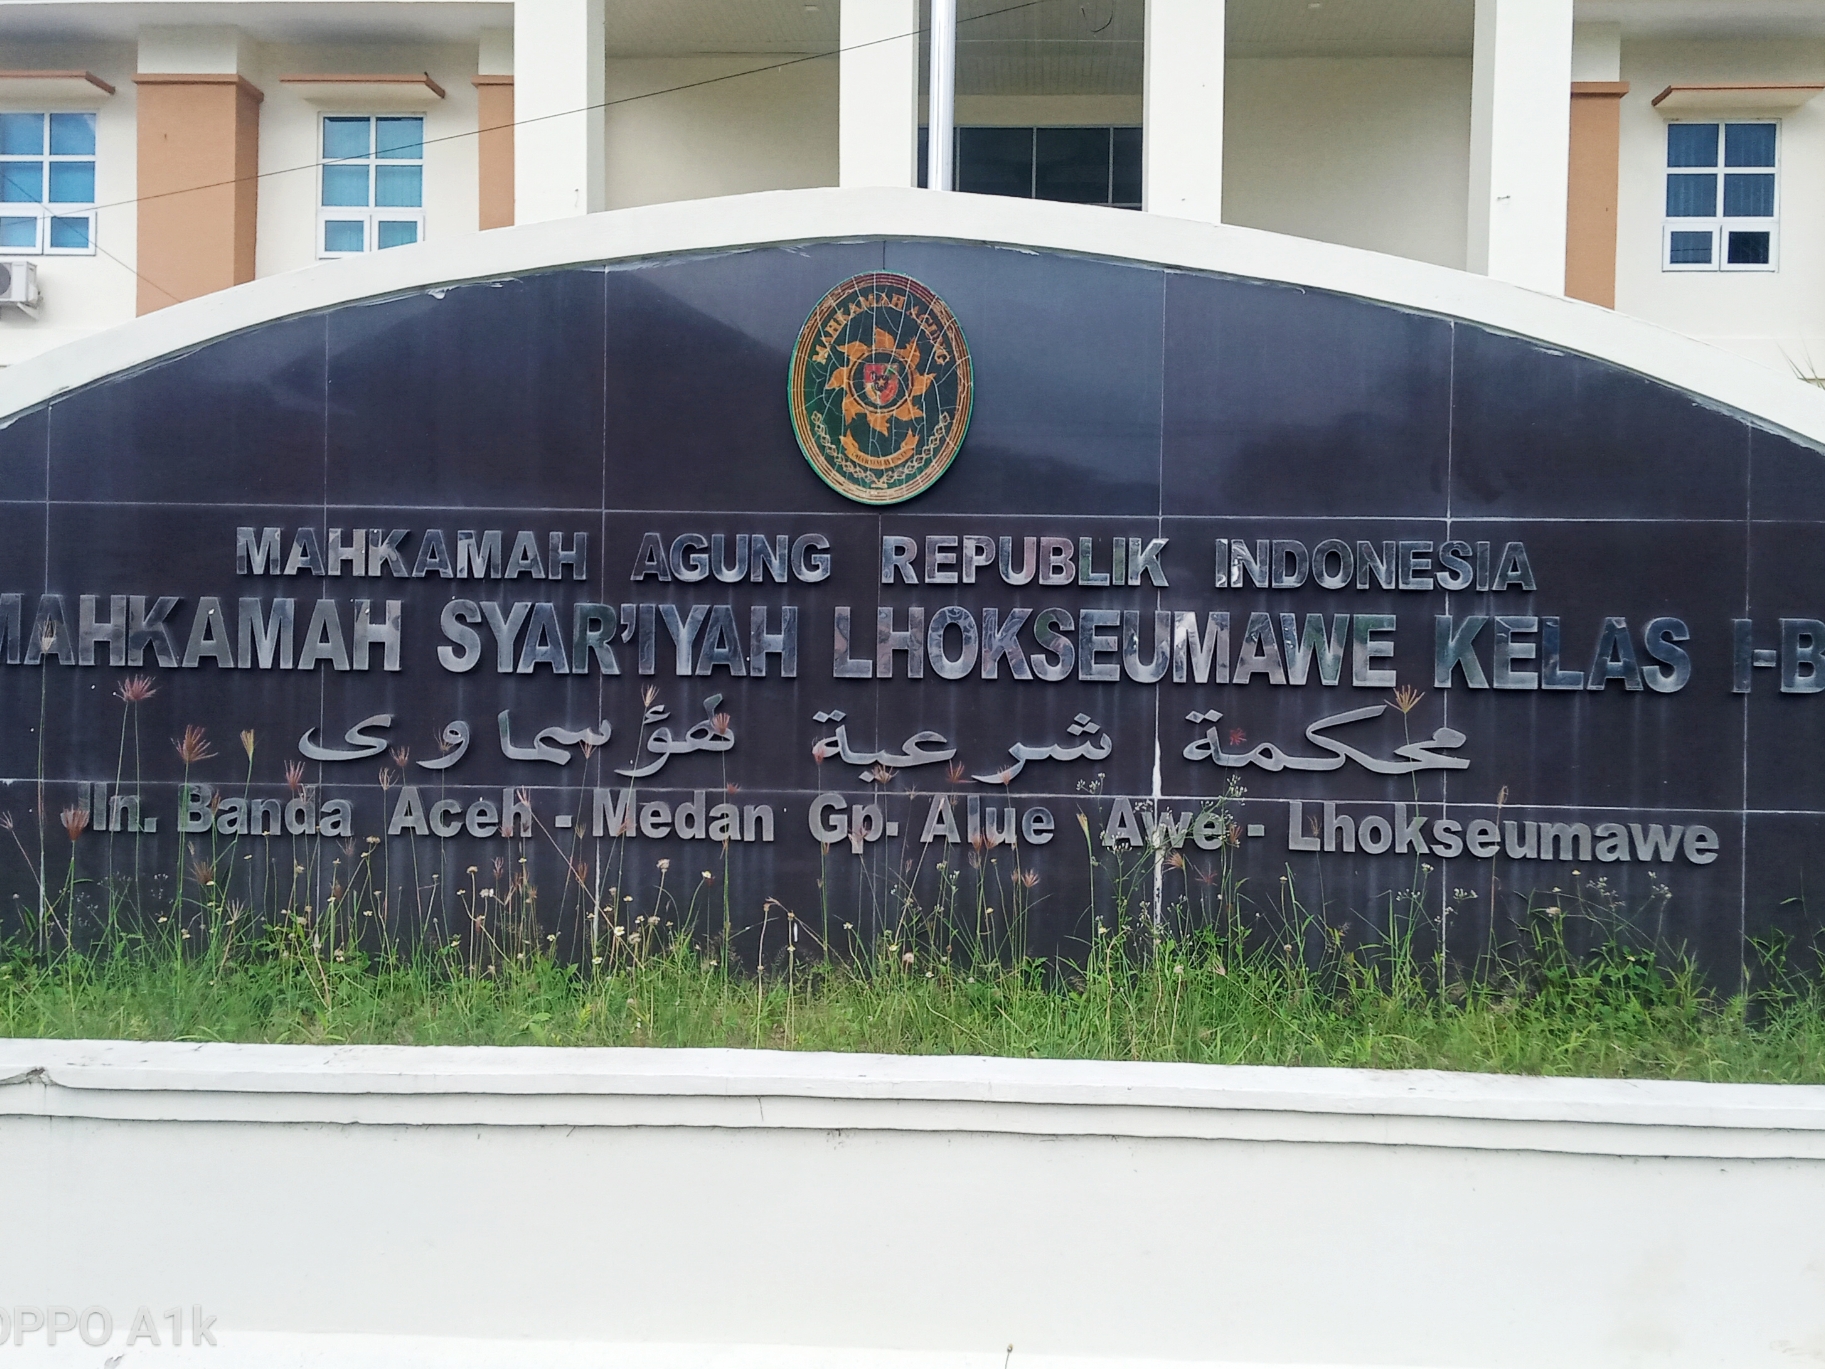 MAHKAMAH AGUNG
MAHKAMAH AGUNG REPUBLIK INDONESIA
MAHKAMAH SYAR'IYAH LHOKSEUMAWE KELAS I-B
محكمة شرعية لهؤسماوى
Jln. Banda Aceh - Medan Gp. Alue Awe - Lhokseumawe
OPPO A1k